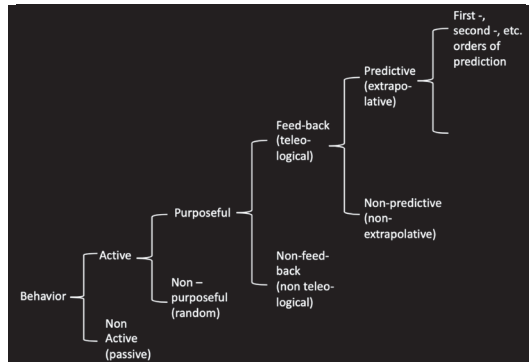 First -,
second -, etc.
orders of
prediction
Predictive
(extrapo-
lative)
Feed-back
(teleo-
logical)
Purposeful
Non-predictive
(non-
extrapolative)
Active
Non-feed-
back
(non teleo-
logical)
Non –
purposeful
(random)
Behavior
Non
Active
(passive)